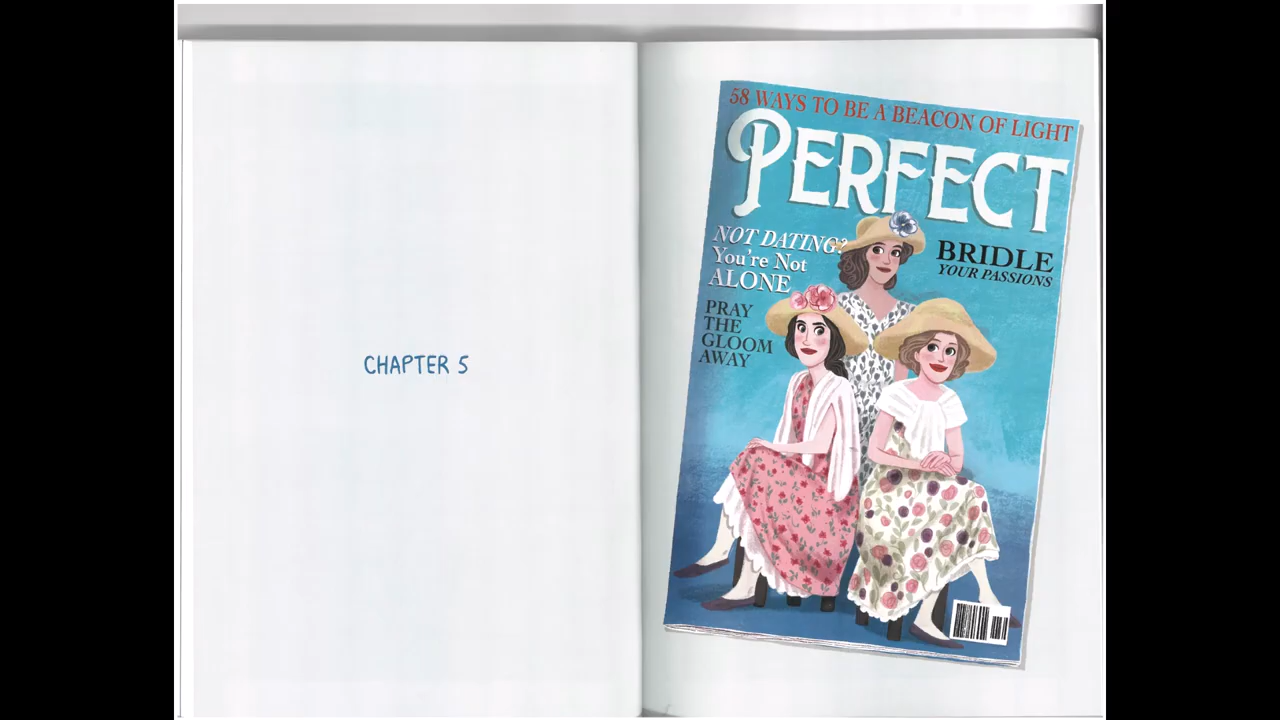 CHAPTER 5
58 WAYS TO BE A BEACON OF LIGHT
PERFECT
NOT DATING?
You're Not
ALONE
BRIDLE
YOUR PASSIONS
PRAY
THE
GLOOM
AWAY